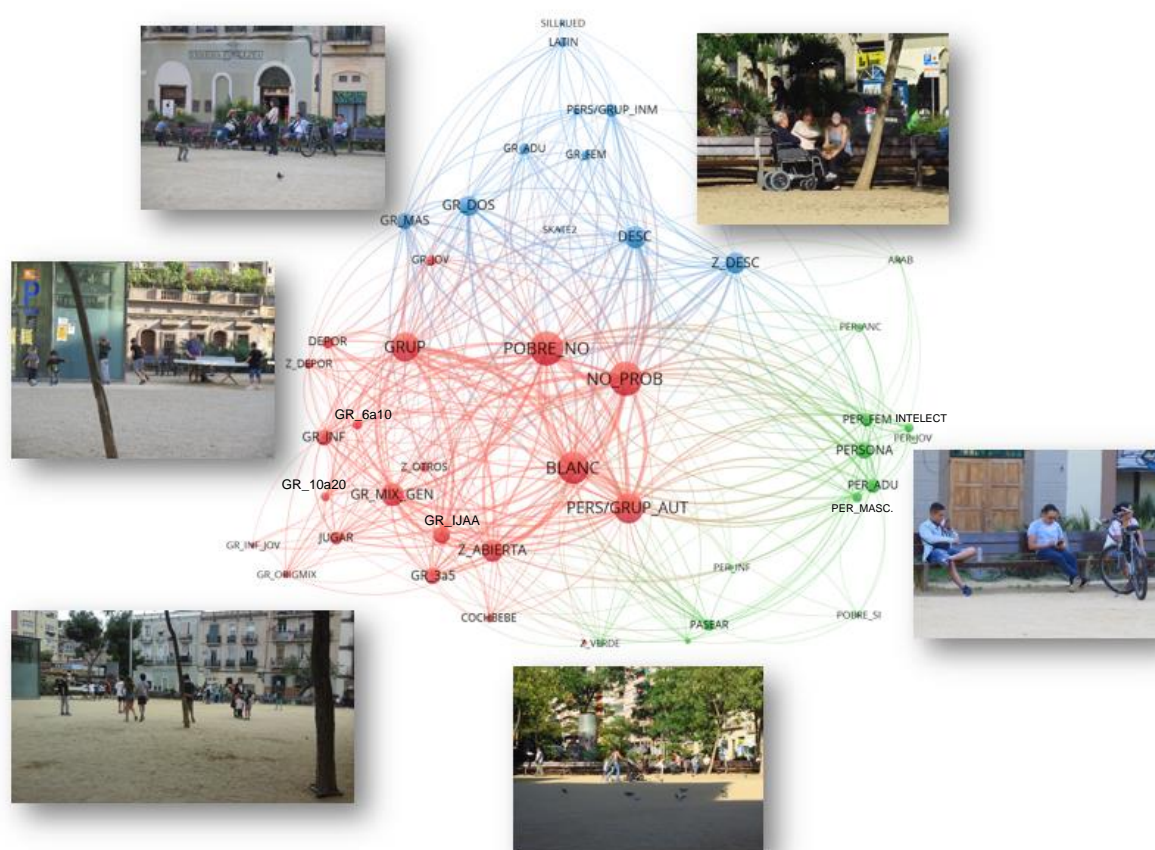 SILLRUED
LATIN
PERS/GRUP_INM
GR_ADU
GR_FEM
GR_DOS
GR_MAS
SKATE2
DESC
GR_JOV
Z_DESC
ARAB
PER_ANC
DEPOR
GRUP
POBRE_NO
Z_DEPOR
NO_PROB
GR_6a10
PER_FEM
INTELECT
GR_INF
PER_JOV
PERSONA
Z_OTROS
BLANC
GR_10a20
GR_MIX_GEN
PER_ADU
PERS/GRUP_AUT
PER_MASC.
GR_IJAA
JUGAR
GR_INF_JOV
Z_ABIERTA
GR_ORIGMIX
GR_3a5
PER_INF
COCHBEBE
PASEAR
POBRE_SI
Z_VERDE
P